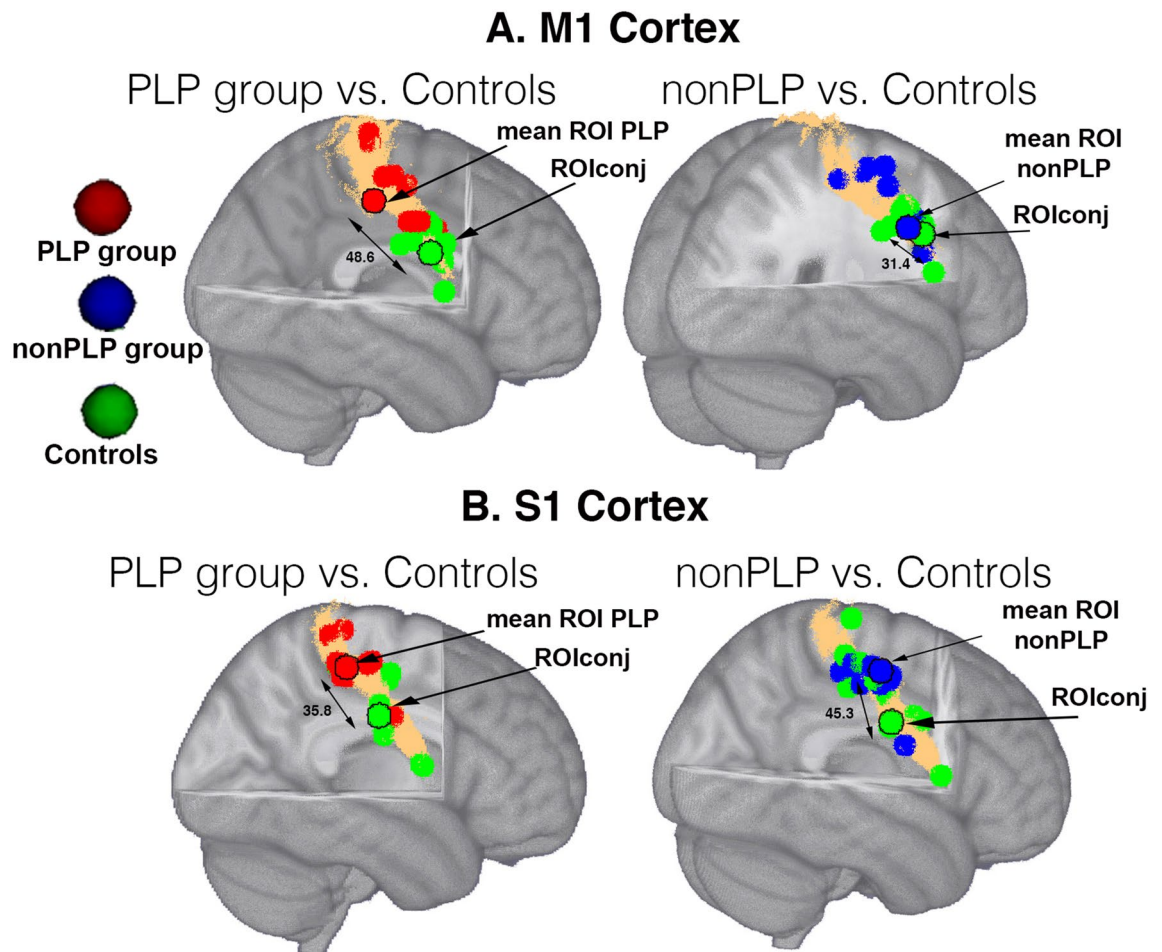 A. M1 Cortex
PLP group vs. Controls
nonPLP vs. Controls
mean ROI PLP
ROIconj
48.6
mean ROI
nonPLP
ROIconj
31.4
PLP group
nonPLP group
Controls
B. S1 Cortex
PLP group vs. Controls
nonPLP vs. Controls
mean ROI PLP
ROIconj
35.8
mean ROI
nonPLP
ROIconj
45.3